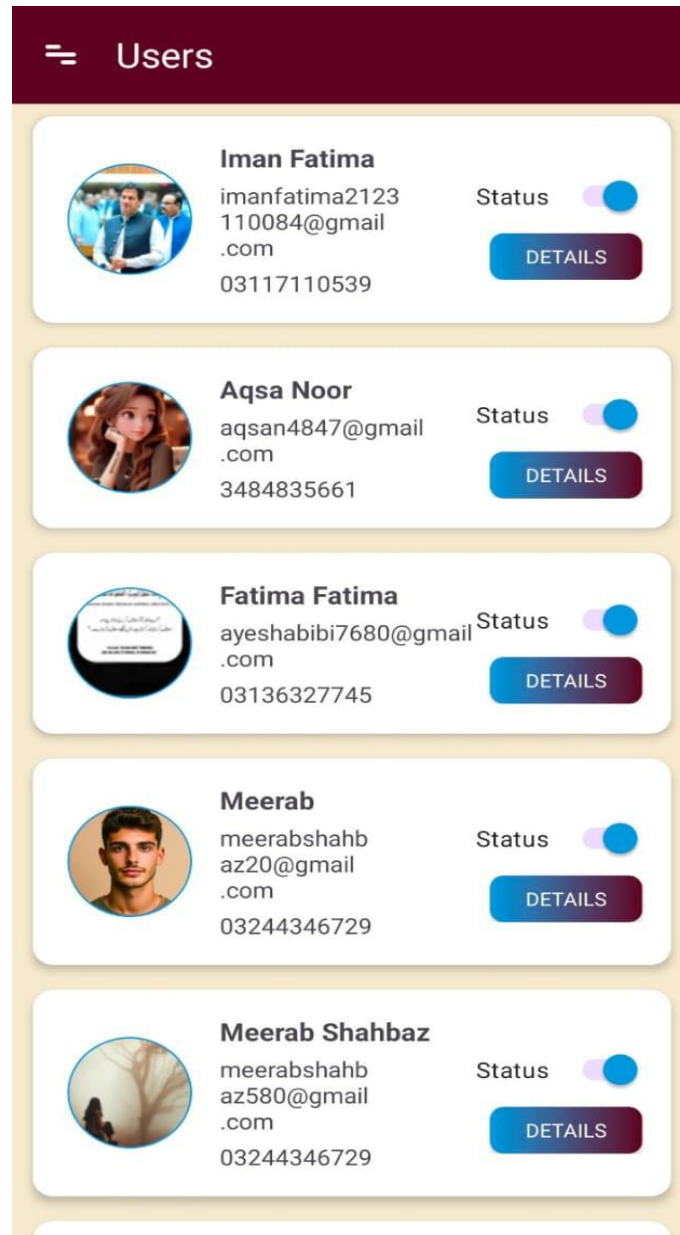 Users
Iman Fatima
imanfatima2123
110084@gmail
.com
03117110539
Status
DETAILS
Aqsa Noor
aqsan4847@gmail
.com
3484835661
Status
DETAILS
Fatima Fatima
ayeshabibi7680@gmail
.com
03136327745
Status
DETAILS
Meerab
meerabshahb
az20@gmail
.com
03244346729
Status
DETAILS
Meerab Shahbaz
meerabshahb
az580@gmail
.com
03244346729
Status
DETAILS